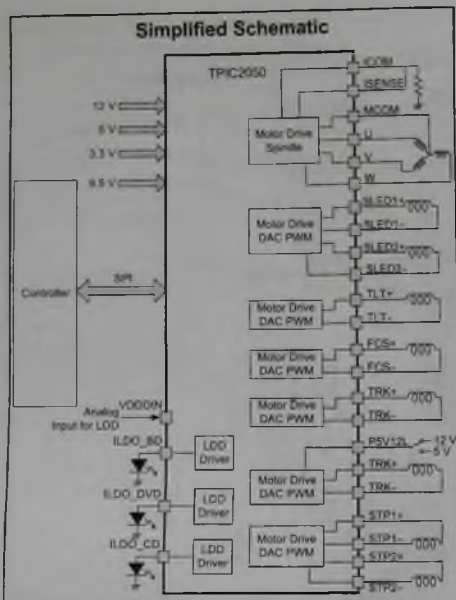 Simplified Schematic
TPIC2050
12 V
5 V
3.3 V
9.5 V
Controller
SPI
VDDDIN
Analog
Input for LDD
ILDO_BD
ILDO_DVD
ILDO_CD
LDD
Driver
LDD
Driver
LDD
Driver
Motor Drive
Spindle
Motor Drive
DAC PWM
Motor Drive
DAC PWM
Motor Drive
DAC PWM
Motor Drive
DAC PWM
Motor Drive
DAC PWM
Motor Drive
DAC PWM
ICOM
ISENSE
MCOM
U
V
W
SLED1+
SLED1-
SLED2+
SLED2-
TLT+
TLT-
FCS+
FCS-
TRK+
TRK-
P5V12L
12 V
5 V
TRK+
TRK-
STP1+
STP1-
STP2+
STP2-